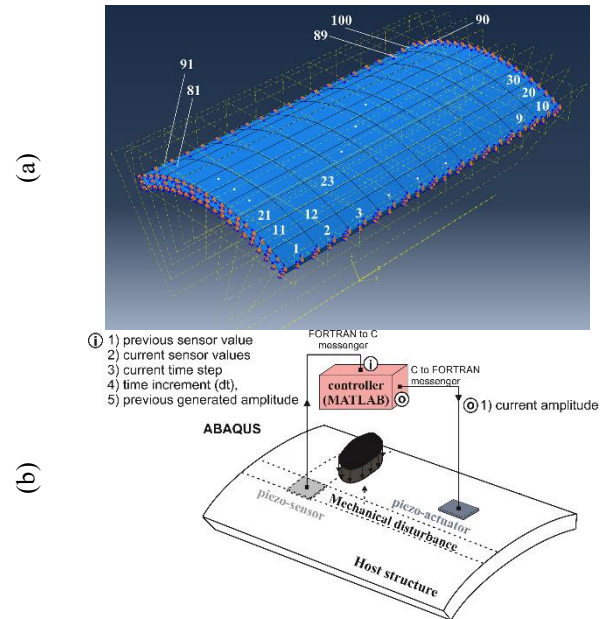 (a)
100
90
89
91
81
30
20
10
9
23
21
12
3
11
2
1
(b)
ⓘ 1) previous sensor value
2) current sensor values
3) current time step
4) time increment (dt),
5) previous generated amplitude
FORTRAN to C
messenger
ⓘ
C to FORTRAN
messenger
controller
(MATLAB)
ⓞ
ⓞ 1) current amplitude
ABAQUS
piezo-sensor
Mechanical disturbance
piezo-actuator
Host structure